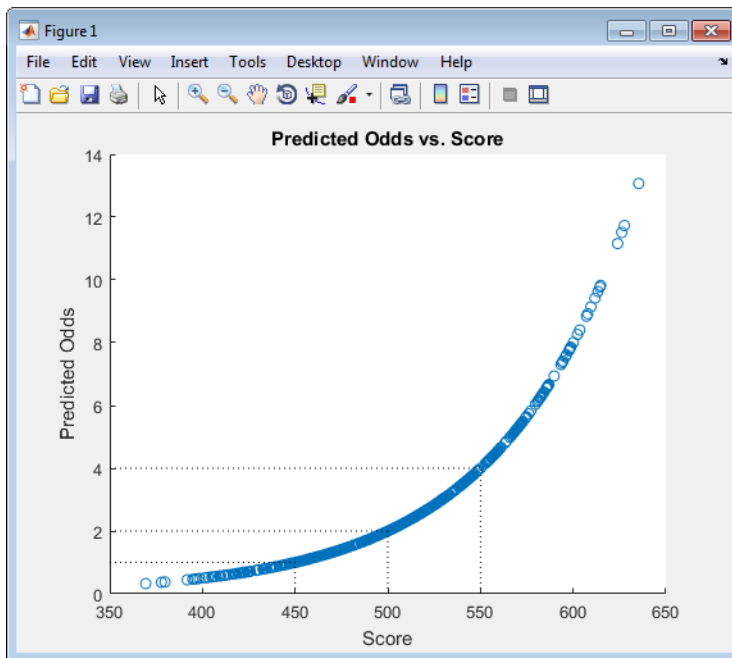 Figure 1
File Edit View Insert Tools Desktop Window Help
Predicted Odds vs. Score
14
12
10
8
6
4
2
0
Predicted Odds
350 400 450 500 550 600 650
Score